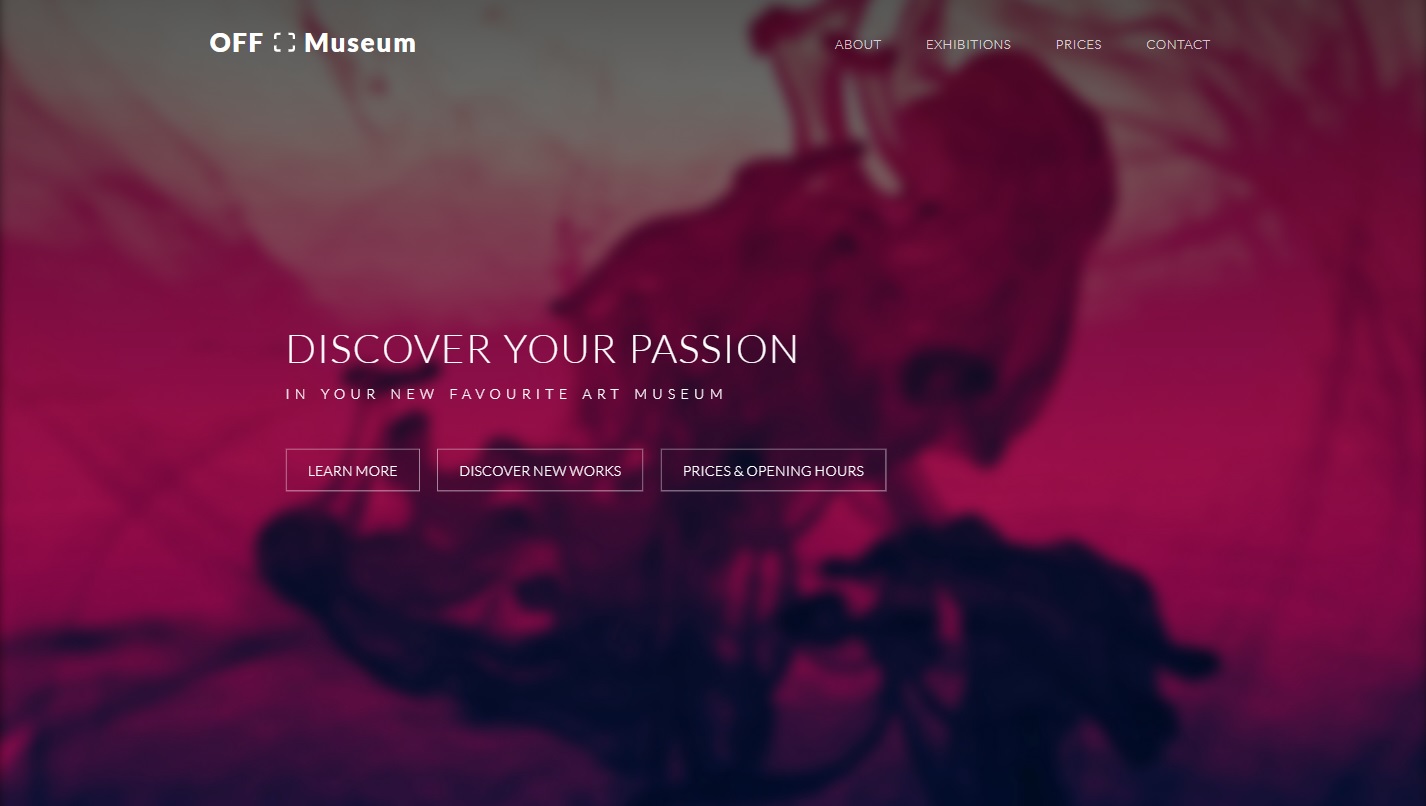 OFF Museum
ABOUT EXHIBITIONS PRICES CONTACT
DISCOVER YOUR PASSION
IN YOUR NEW FAVOURITE ART MUSEUM
LEARN MORE DISCOVER NEW WORKS PRICES & OPENING HOURS